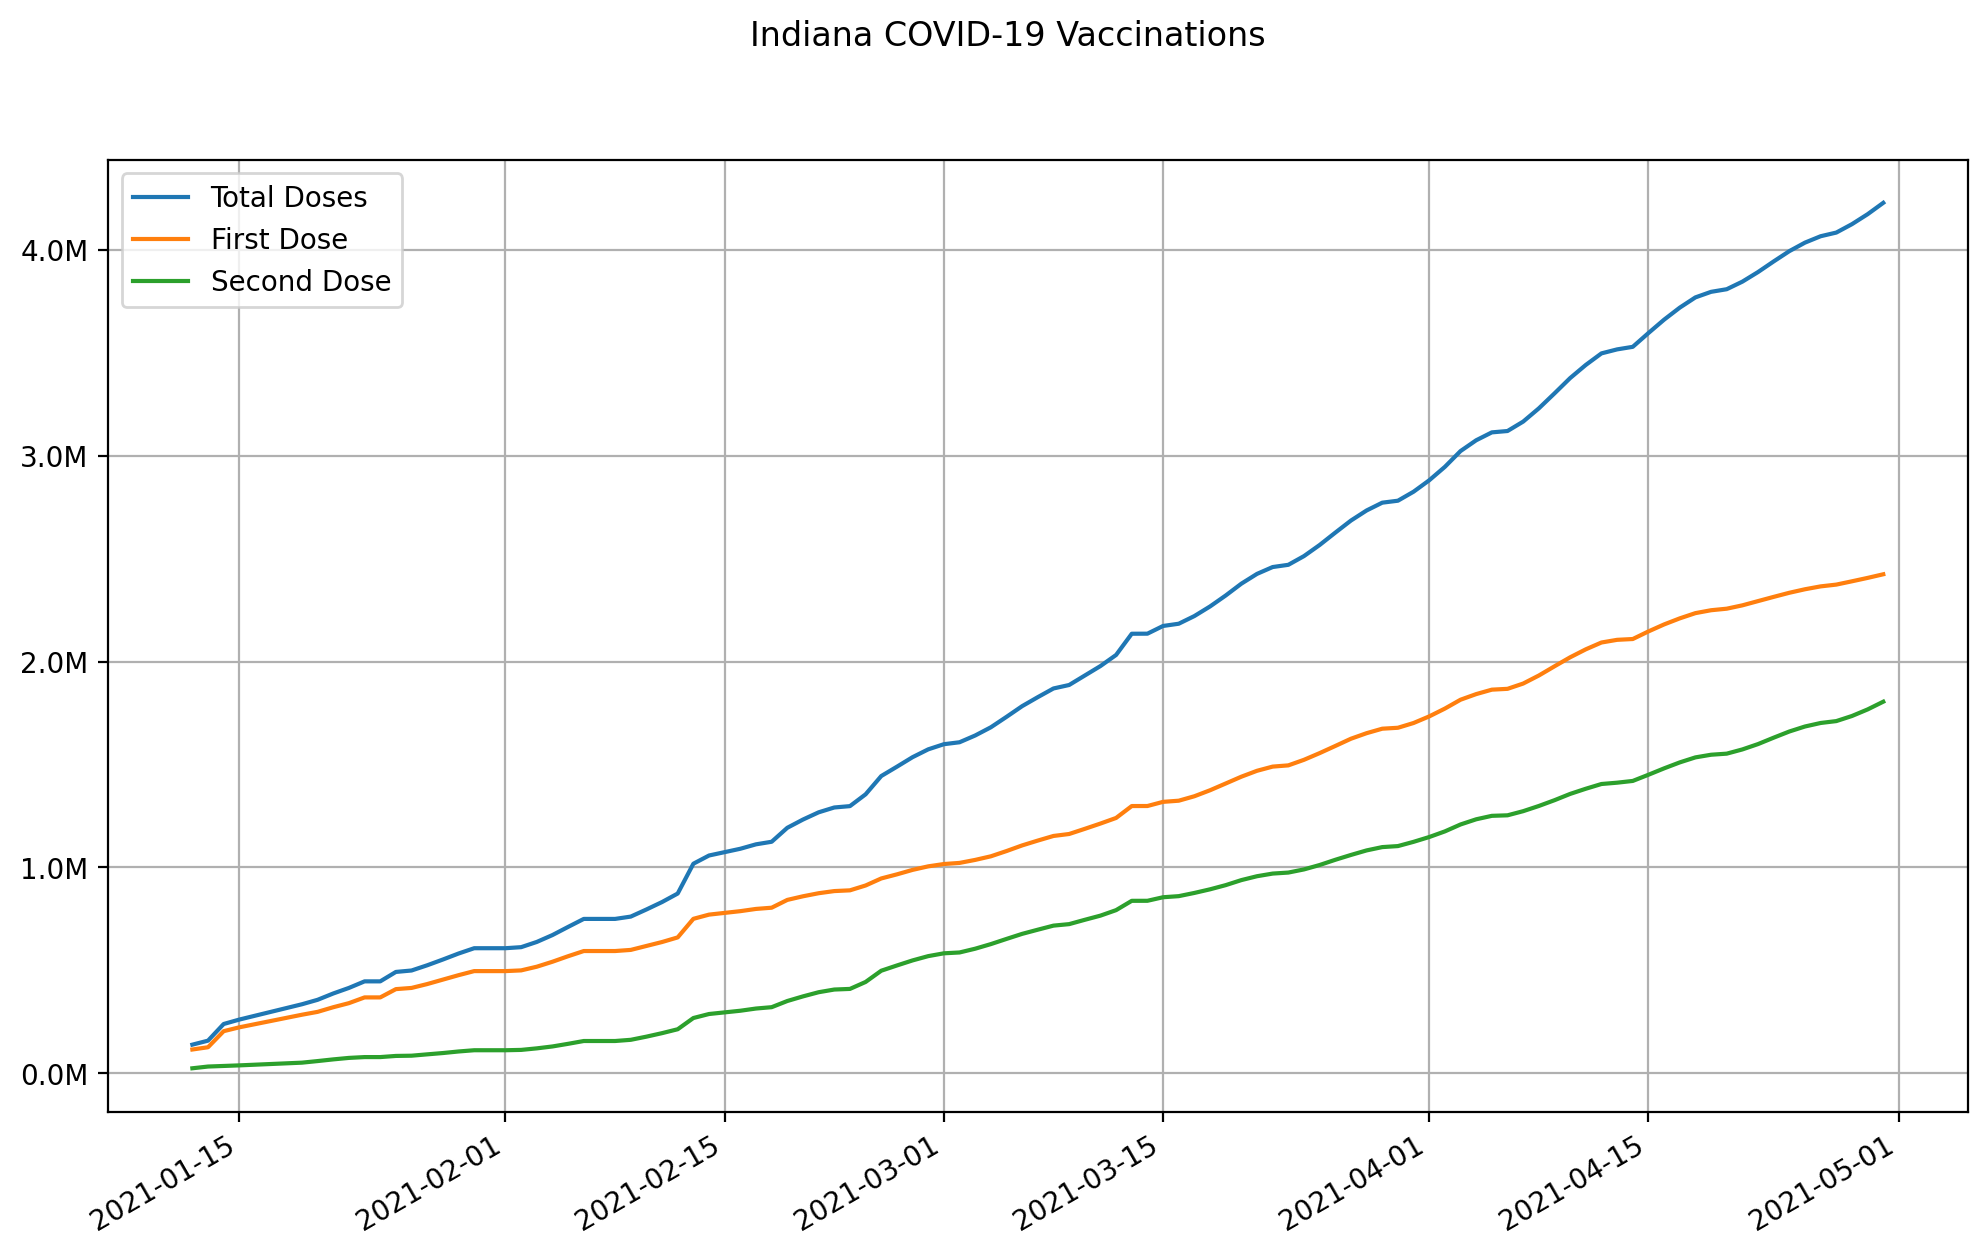 Indiana COVID-19 Vaccinations
Total Doses
First Dose
Second Dose
4.0M
3.0M
2.0M
1.0M
0.0M
2021-01-15
2021-02-01
2021-02-15
2021-03-01
2021-03-15
2021-04-01
2021-04-15
2021-05-01